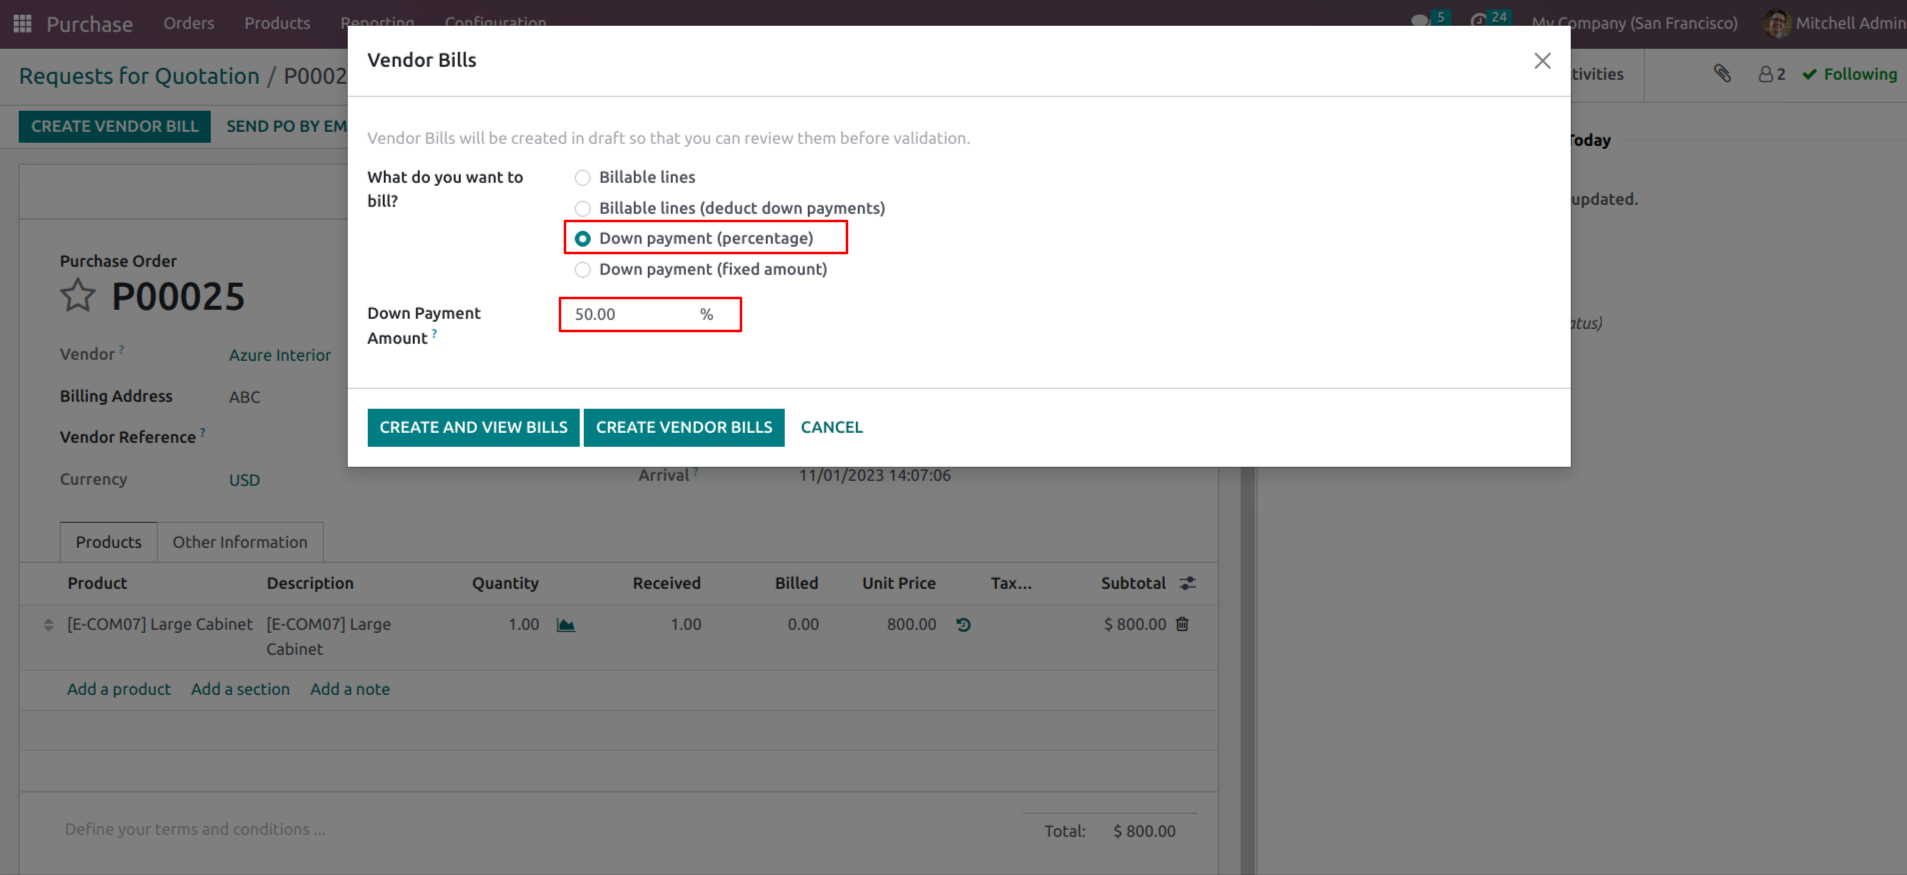 Purchase Orders Products Reporting Configuration 5 24 My Company (San Francisco) Mitchell Admin
Vendor Bills
Requests for Quotation / P0002
tivities 2 Following
CREATE VENDOR BILL SEND PO BY EM
Vendor Bills will be created in draft so that you can review them before validation.
Today
What do you want to
bill?
Billable lines
Billable lines (deduct down payments)
Down payment (percentage)
Down payment (fixed amount)
updated.
Purchase Order
P00025
Down Payment
Amount ?
50.00 %
atus)
Vendor ? Azure Interior
Billing Address ABC
CREATE AND VIEW BILLS CREATE VENDOR BILLS CANCEL
Vendor Reference ?
Currency USD
Arrival ? 11/01/2023 14:07:06
Products Other Information
Product Description Quantity Received Billed Unit Price Tax... Subtotal
[E-COM07] Large Cabinet [E-COM07] Large 1.00 1.00 0.00 800.00 $ 800.00
Cabinet
Add a product Add a section Add a note
Define your terms and conditions ...
Total: $ 800.00